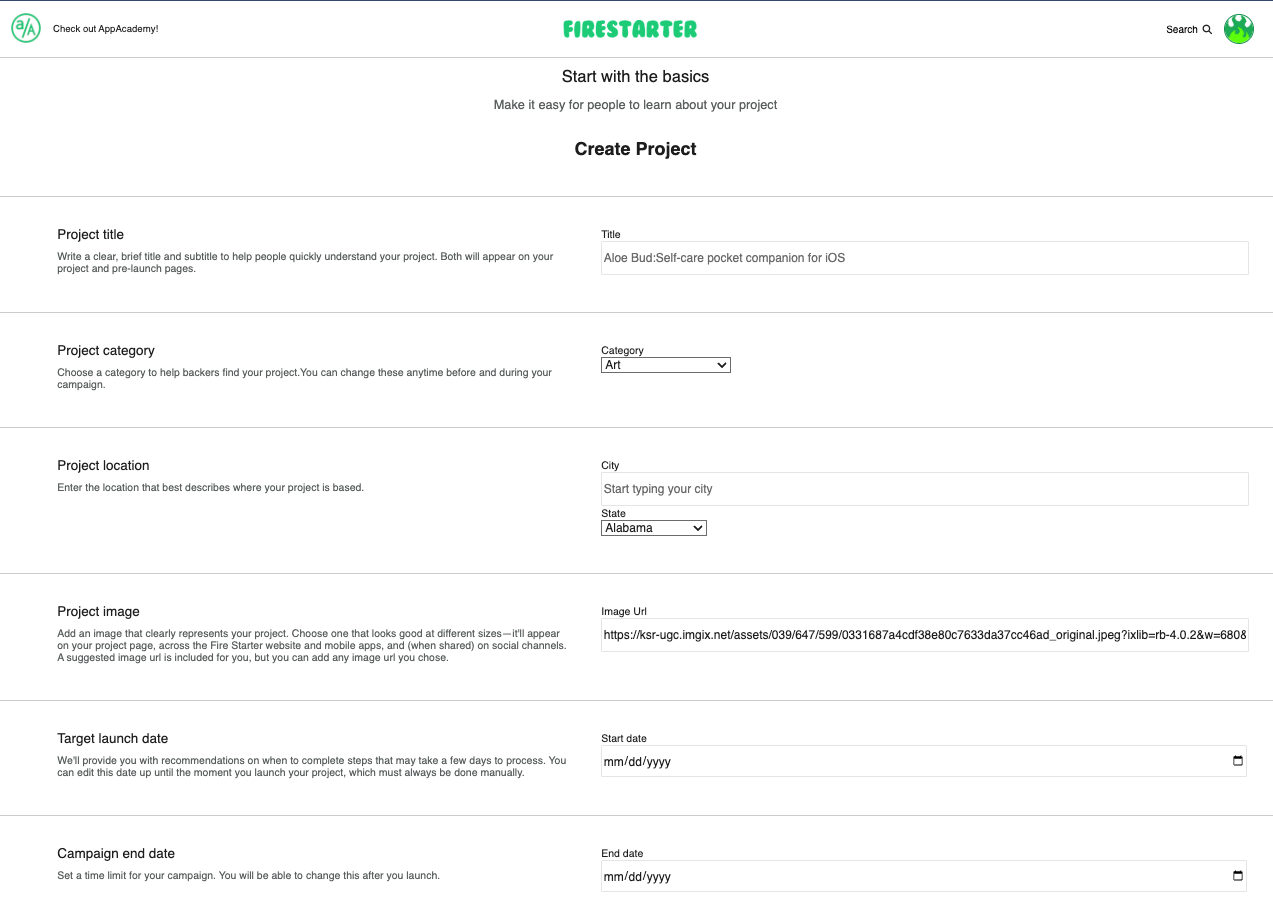 a/A Check out AppAcademy! FIRESTARTER Search
Start with the basics
Make it easy for people to learn about your project
Create Project
Project title
Write a clear, brief title and subtitle to help people quickly understand your project. Both will appear on your
project and pre-launch pages.
Title
Aloe Bud:Self-care pocket companion for iOS
Project category
Choose a category to help backers find your project.You can change these anytime before and during your
campaign.
Category
Art
Project location
Enter the location that best describes where your project is based.
City
Start typing your city
State
Alabama
Project image
Add an image that clearly represents your project. Choose one that looks good at different sizes—it'll appear
on your project page, across the Fire Starter website and mobile apps, and (when shared) on social channels.
A suggested image url is included for you, but you can add any image url you chose.
Image Url
https://ksr-ugc.imgix.net/assets/039/647/599/0331687a4cdf38e80c7633da37cc46ad_original.jpeg?ixlib=rb-4.0.2&w=680&
Target launch date
We'll provide you with recommendations on when to complete steps that may take a few days to process. You
can edit this date up until the moment you launch your project, which must always be done manually.
Start date
mm/dd/yyyy
Campaign end date
Set a time limit for your campaign. You will be able to change this after you launch.
End date
mm/dd/yyyy